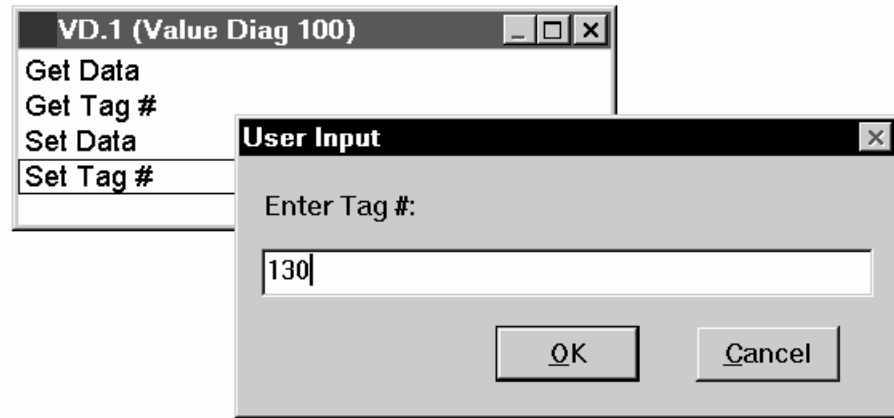 VD.1 (Value Diag 100)
Get Data
Get Tag #
Set Data
Set Tag #
User Input
Enter Tag #:
130
OK
Cancel